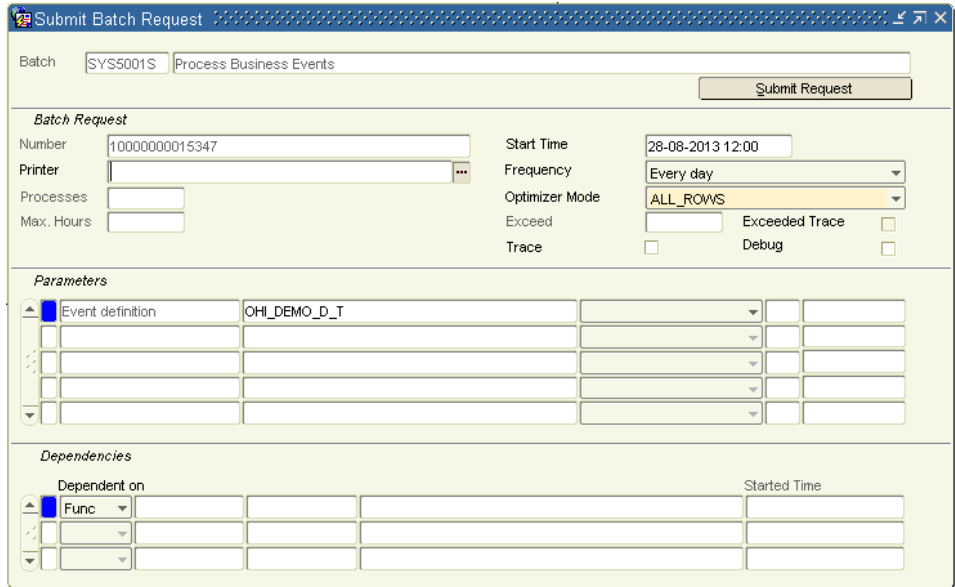 Submit Batch Request
Batch SYS5001S Process Business Events
Submit Request
Batch Request
Number 10000000015347 Start Time 28-08-2013 12:00
Printer ... Frequency Every day
Processes Optimizer Mode ALL_ROWS
Max. Hours Exceed Exceeded Trace
Trace Debug
Parameters
Event definition OHI_DEMO_D_T
Dependencies
Dependent on Started Time
Func